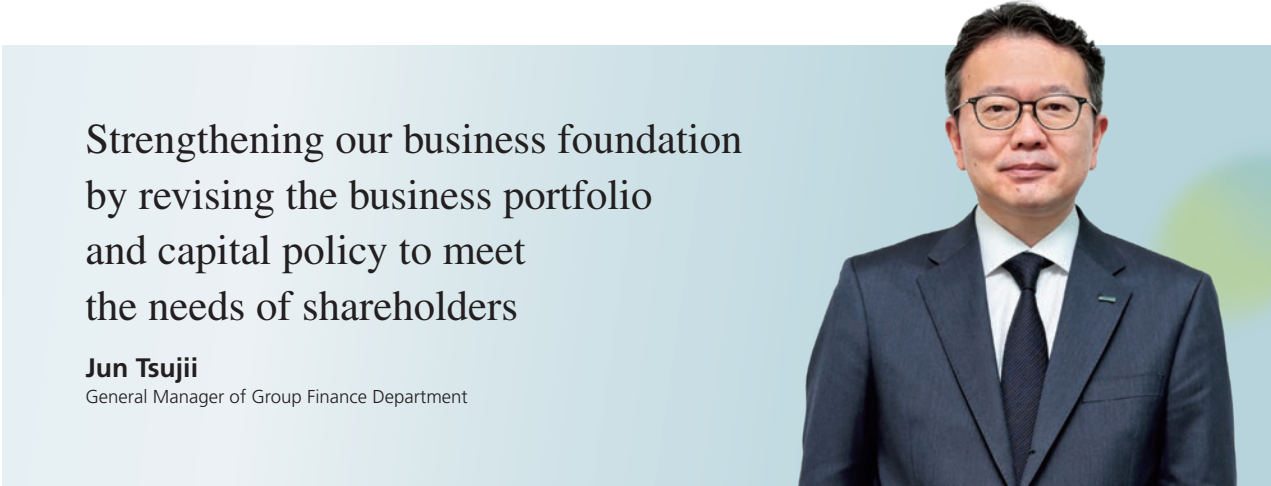 Strengthening our business foundation
by revising the business portfolio
and capital policy to meet
the needs of shareholders
Jun Tsujii
General Manager of Group Finance Department